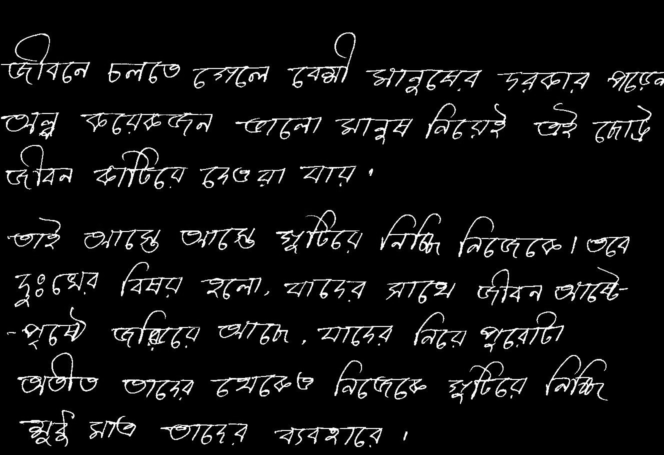 জীবনে চলতে গেলে বেশী মানুষের দরকার পড়েনা
অল্প কয়েকজন ভালো মানুষ নিয়েই এই ছোট্ট
জীবন কাটিয়ে দেওয়া যায়।
তাই আস্তে আস্তে গুটিয়ে নিচ্ছি নিজেকে। তবে
দুঃখের বিষয় হলো, যাদের সাথে জীবন আষ্টে-
-পৃষ্ঠে জরিয়ে আছে, যাদের নিয়ে পুরোটা
অতীত তাদের থেকেও নিজেকে গুটিয়ে নিচ্ছি
শুধু মাত্র তাদের ব্যবহারে।